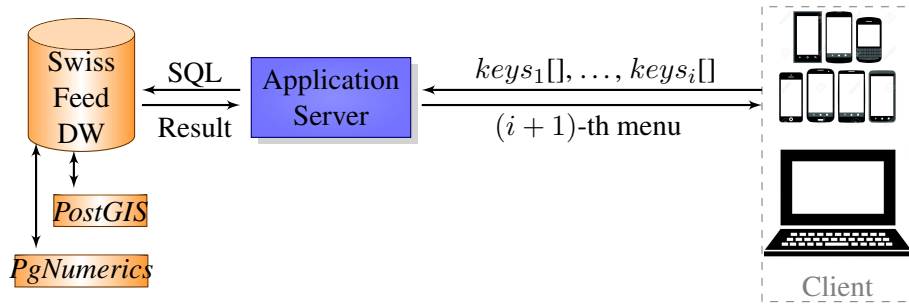 Swiss
Feed
DW
SQL
Result
Application
Server
keys₁[], …, keysᵢ[]
(i + 1)-th menu
PostGIS
PgNumerics
Client